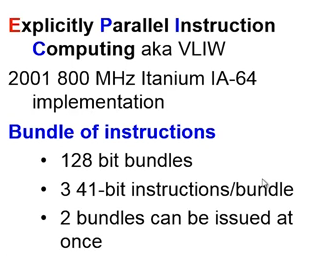 Explicitly Parallel Instruction
Computing aka VLIW
2001 800 MHz Itanium IA-64
implementation
Bundle of instructions
• 128 bit bundles
• 3 41-bit instructions/bundle
• 2 bundles can be issued at
once